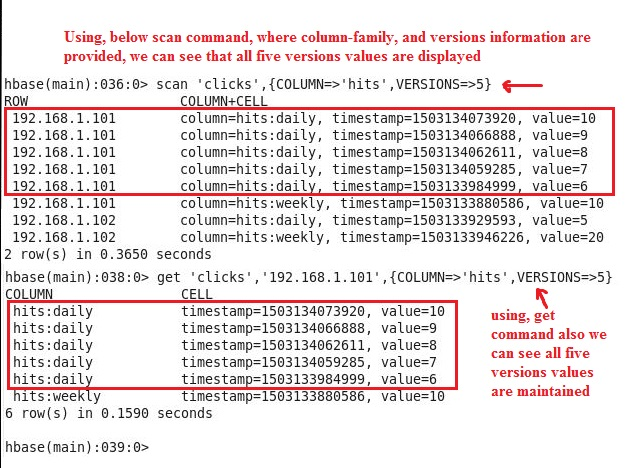 Using, below scan command, where column-family, and versions information are
provided, we can see that all five versions values are displayed
hbase(main):036:0> scan 'clicks',{COLUMN=>'hits',VERSIONS=>5}
ROW COLUMN+CELL
192.168.1.101 column=hits:daily, timestamp=1503134073920, value=10
192.168.1.101 column=hits:daily, timestamp=1503134066888, value=9
192.168.1.101 column=hits:daily, timestamp=1503134062611, value=8
192.168.1.101 column=hits:daily, timestamp=1503134059285, value=7
192.168.1.101 column=hits:daily, timestamp=1503133984999, value=6
192.168.1.101 column=hits:weekly, timestamp=1503133880586, value=10
192.168.1.102 column=hits:daily, timestamp=1503133929593, value=5
192.168.1.102 column=hits:weekly, timestamp=1503133946226, value=20
2 row(s) in 0.3650 seconds
hbase(main):038:0> get 'clicks','192.168.1.101',{COLUMN=>'hits',VERSIONS=>5}
COLUMN CELL
hits:daily timestamp=1503134073920, value=10
hits:daily timestamp=1503134066888, value=9
hits:daily timestamp=1503134062611, value=8
hits:daily timestamp=1503134059285, value=7
hits:daily timestamp=1503133984999, value=6
hits:weekly timestamp=1503133880586, value=10
6 row(s) in 0.1590 seconds
using, get
command also we
can see all five
versions values
are maintained
hbase(main):039:0>